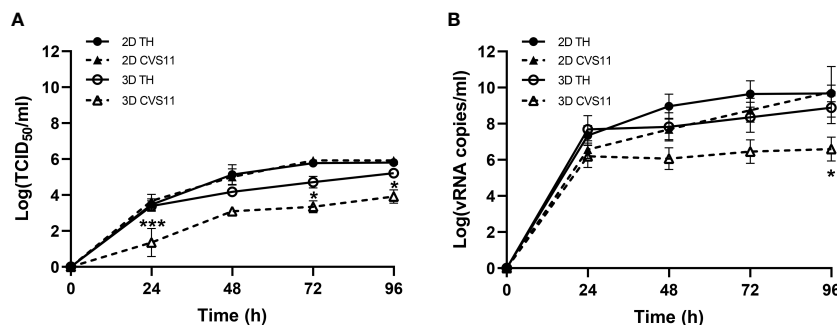 A
2D TH
2D CVS11
3D TH
3D CVS11
Log(TCID50/ml)
12
10
8
6
4
2
0
***
*
*
0 24 48 72 96
Time (h)
B
2D TH
2D CVS11
3D TH
3D CVS11
Log(vRNA copies/ml)
12
10
8
6
4
2
0
*
0 24 48 72 96
Time (h)